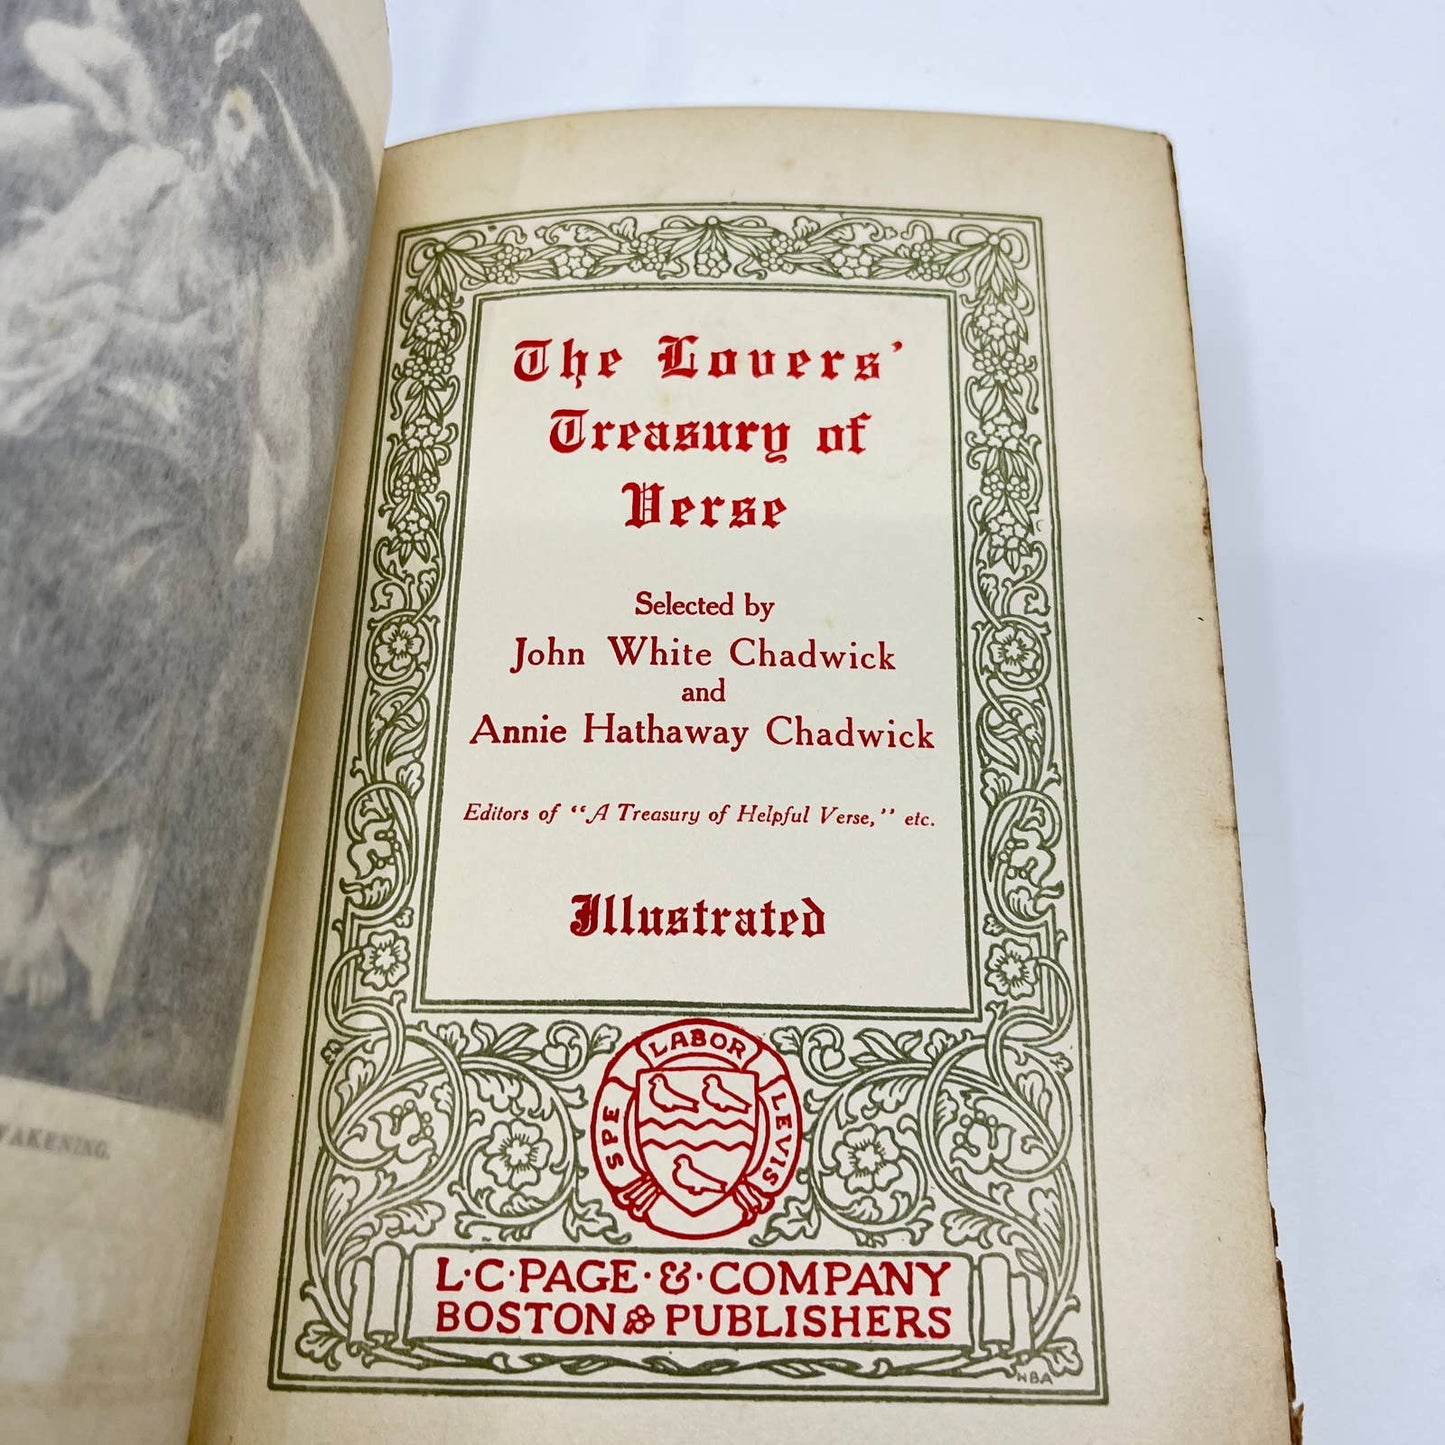 The Lovers'
Treasury of
Verse
Selected by
John White Chadwick
and
Annie Hathaway Chadwick
Editors of “A Treasury of Helpful Verse,” etc.
Illustrated
SPE LABOR LEVIS
L·C·PAGE·&·COMPANY
BOSTON PUBLISHERS
HBA